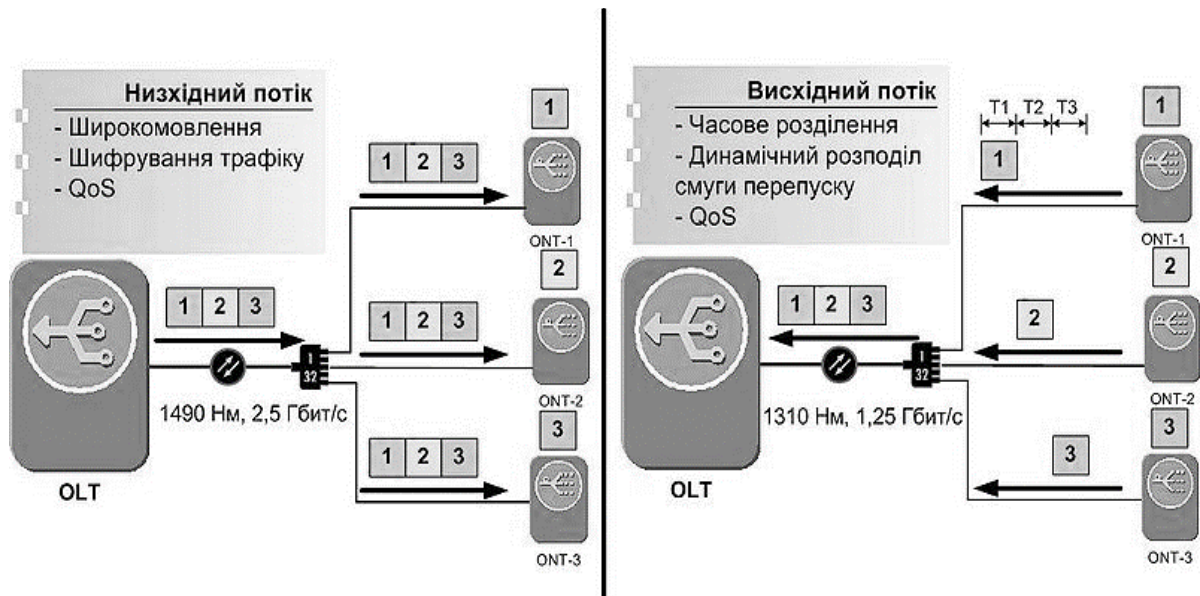 Низхідний потік
- Широкомовлення
- Шифрування трафіку
- QoS
1
1 2 3
ONT-1
2
1 2 3
1 2 3
1
32
ONT-2
1490 Нм, 2,5 Гбит/с
3
1 2 3
OLT
ONT-3
Висхідний потік
- Часове розділення
- Динамічний розподіл
смуги перепуску
- QoS
T1 T2 T3
1
1
ONT-1
2
1 2 3
2
1
32
ONT-2
1310 Нм, 1,25 Гбит/с
3
3
OLT
ONT-3